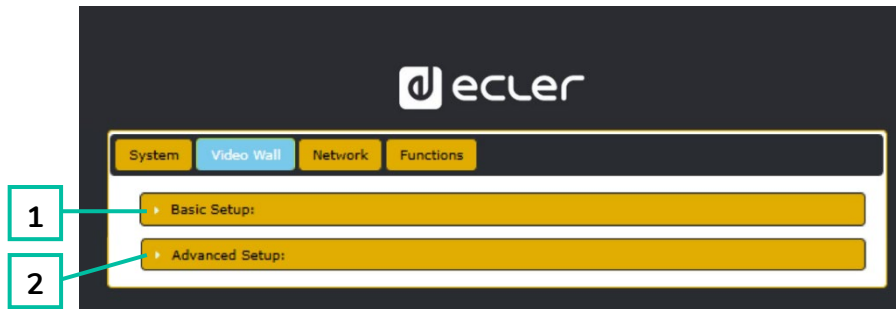 ecler
System Video Wall Network Functions
1 Basic Setup:
2 Advanced Setup: